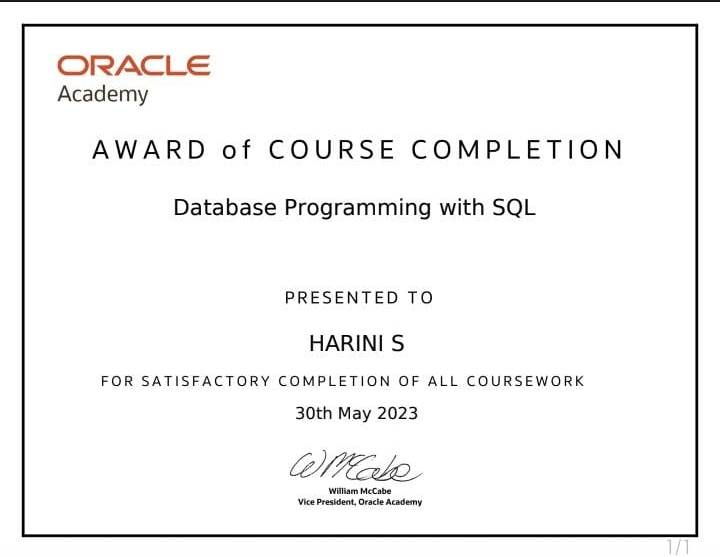 ORACLE
Academy
AWARD of COURSE COMPLETION
Database Programming with SQL
PRESENTED TO
HARINI S
FOR SATISFACTORY COMPLETION OF ALL COURSEWORK
30th May 2023
WMcCabe
William McCabe
Vice President, Oracle Academy
1/1